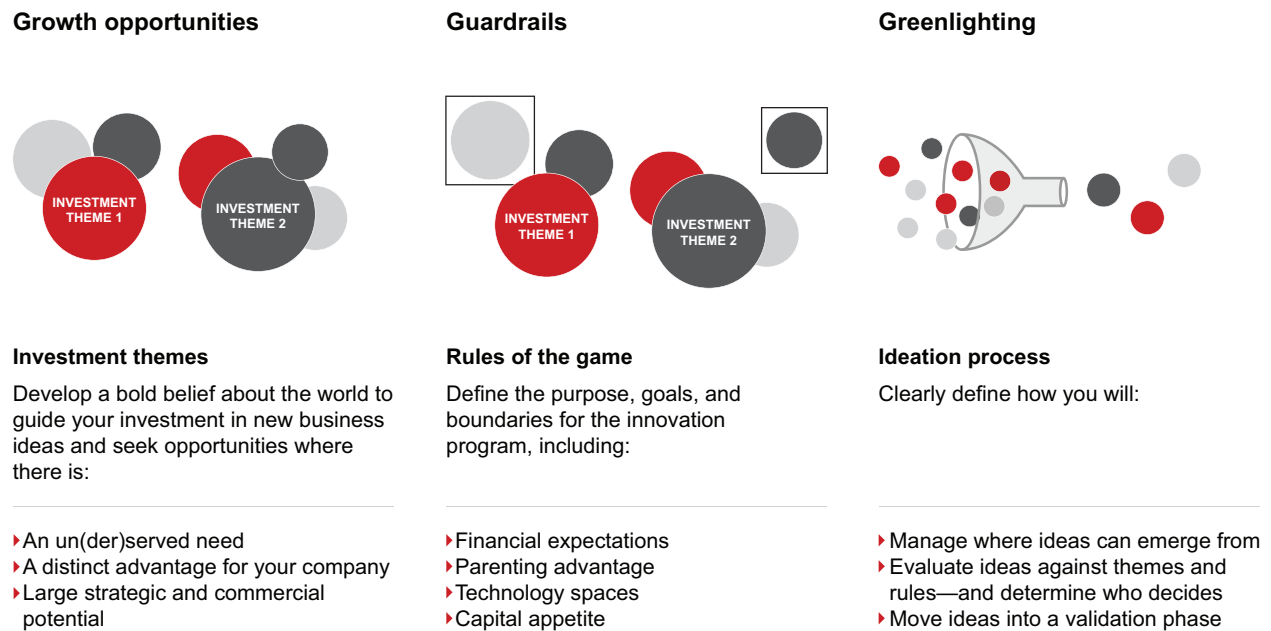 Growth opportunities
INVESTMENT
THEME 1
INVESTMENT
THEME 2
Investment themes
Develop a bold belief about the world to
guide your investment in new business
ideas and seek opportunities where
there is:
An un(der)served need
A distinct advantage for your company
Large strategic and commercial
potential
Guardrails
INVESTMENT
THEME 1
INVESTMENT
THEME 2
Rules of the game
Define the purpose, goals, and
boundaries for the innovation
program, including:
Financial expectations
Parenting advantage
Technology spaces
Capital appetite
Greenlighting
Ideation process
Clearly define how you will:
Manage where ideas can emerge from
Evaluate ideas against themes and
rules—and determine who decides
Move ideas into a validation phase